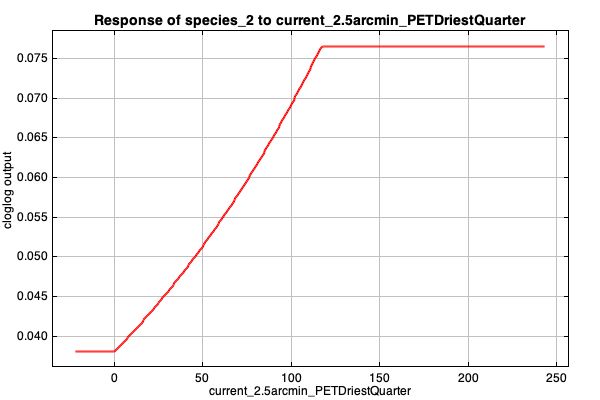 Response of species_2 to current_2.5arcmin_PETDriestQuarter
0.075
0.070
0.065
0.060
0.055
0.050
0.045
0.040
cloglog output
0 50 100 150 200 250
current_2.5arcmin_PETDriestQuarter